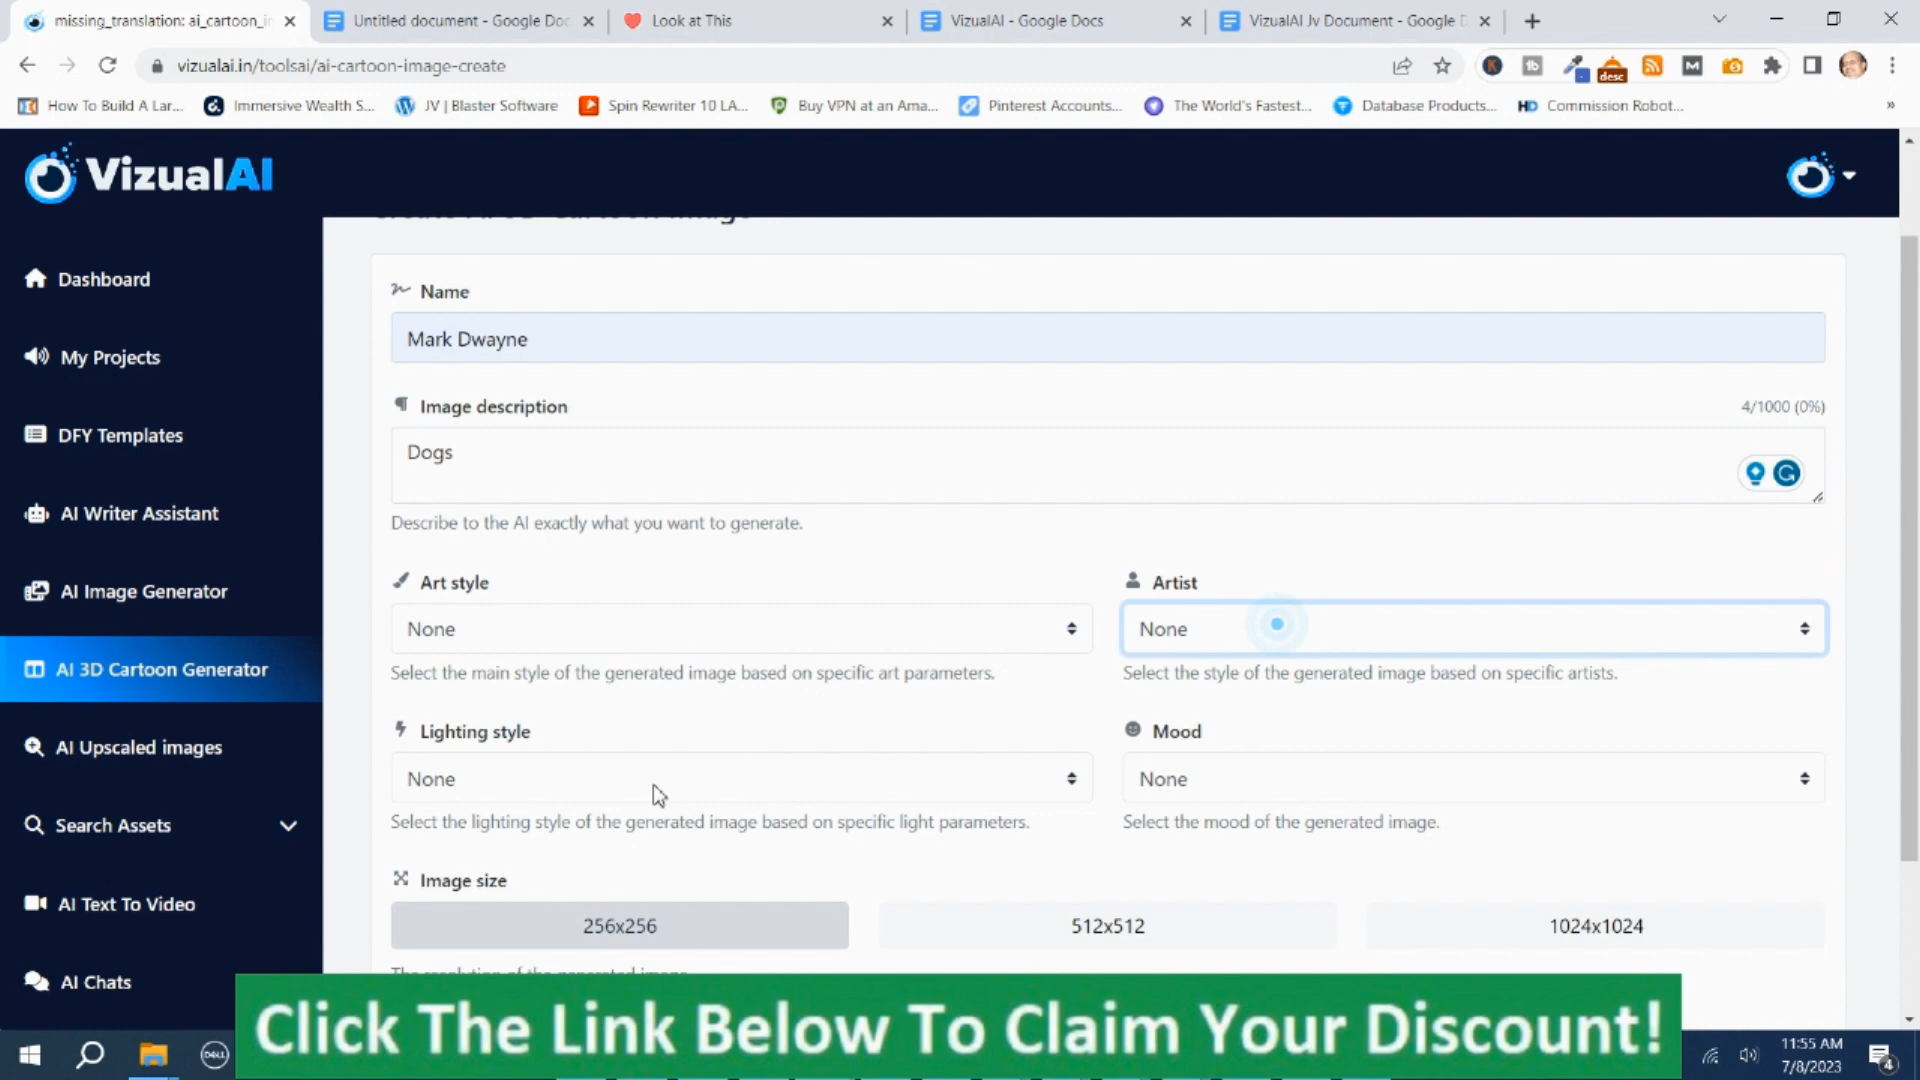 missing_translation: ai_cartoon_in
Untitled document - Google Doc
Look at This
VizualAI - Google Docs
VizualAI Jv Document - Google D
vizualai.in/toolsai/ai-cartoon-image-create
desc
How To Build A Lar...
Immersive Wealth S...
JV | Blaster Software
Spin Rewriter 10 LA...
Buy VPN at an Ama...
Pinterest Accounts...
The World's Fastest...
Database Products...
HD Commission Robot...
VizualAI
Dashboard
My Projects
DFY Templates
AI Writer Assistant
AI Image Generator
AI 3D Cartoon Generator
AI Upscaled images
Search Assets
AI Text To Video
AI Chats
Name
Mark Dwayne
Image description
4/1000 (0%)
Dogs
Describe to the AI exactly what you want to generate.
Art style
None
Select the main style of the generated image based on specific art parameters.
Artist
None
Select the style of the generated image based on specific artists.
Lighting style
None
Select the lighting style of the generated image based on specific light parameters.
Mood
None
Select the mood of the generated image.
Image size
256x256
512x512
1024x1024
Click The Link Below To Claim Your Discount!
DELL
11:55 AM
7/8/2023
4